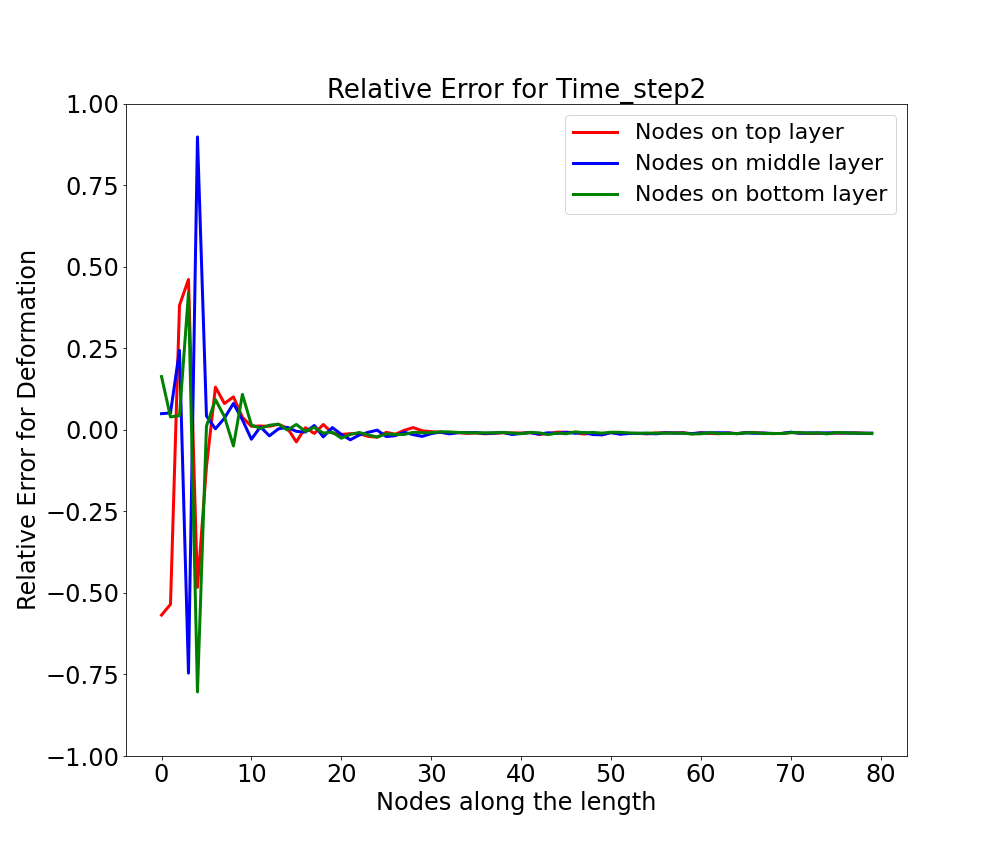 Relative Error for Time_step2
Nodes on top layer
Nodes on middle layer
Nodes on bottom layer
Relative Error for Deformation
1.00
0.75
0.50
0.25
0.00
−0.25
−0.50
−0.75
−1.00
0 10 20 30 40 50 60 70 80
Nodes along the length